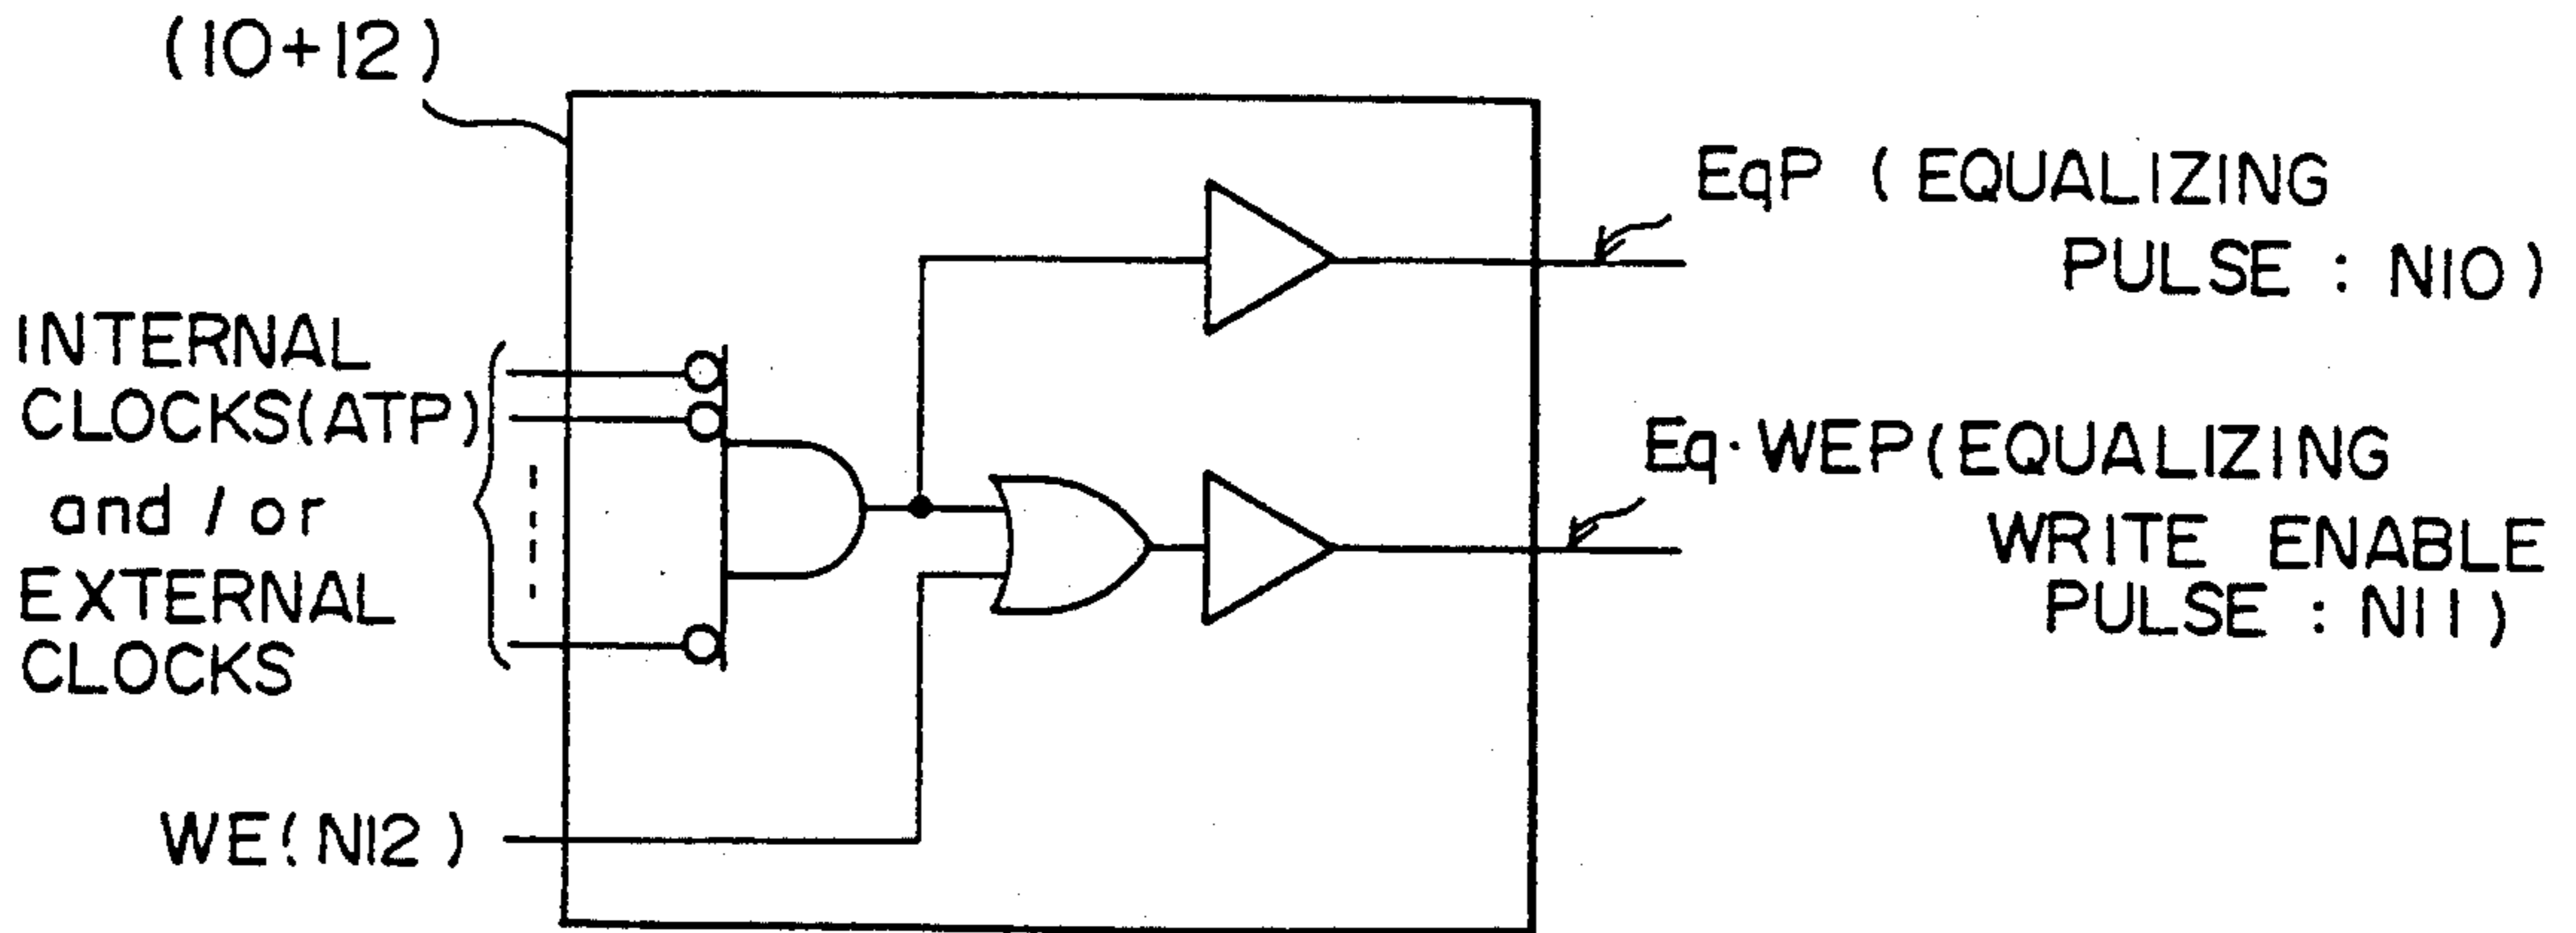 (10+12)
EqP (EQUALIZING
PULSE : N10)
INTERNAL
CLOCKS(ATP)
and / or
EXTERNAL
CLOCKS
Eq·WEP(EQUALIZING
WRITE ENABLE
PULSE : N11)
WE(N12)